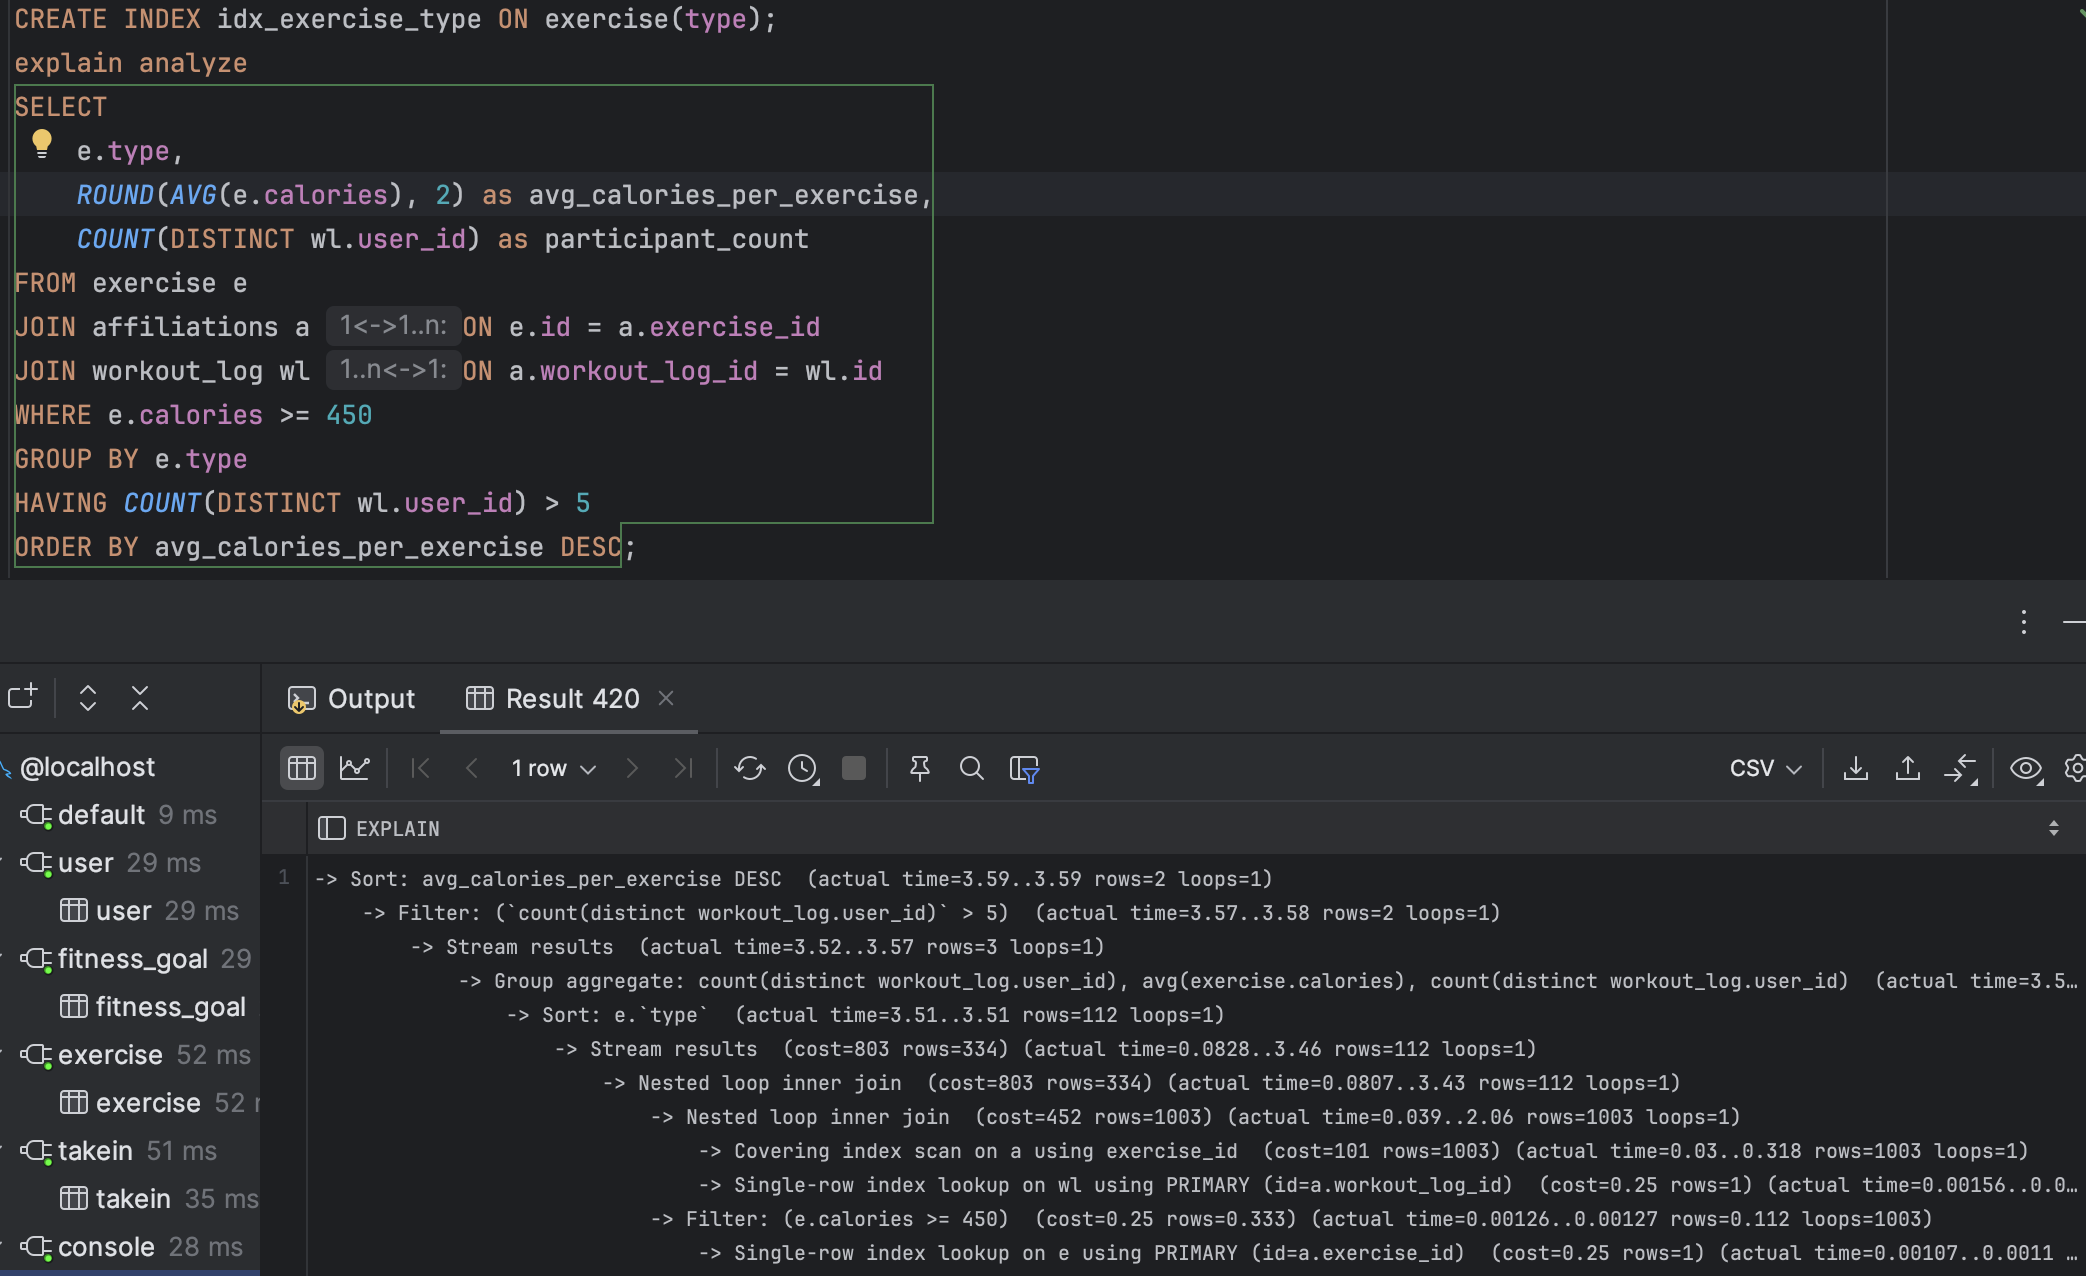 CREATE INDEX idx_exercise_type ON exercise(type);
explain analyze
SELECT
e.type,
ROUND(AVG(e.calories), 2) as avg_calories_per_exercise,
COUNT(DISTINCT wl.user_id) as participant_count
FROM exercise e
JOIN affiliations a 1<->1..n: ON e.id = a.exercise_id
JOIN workout_log wl 1..n<->1: ON a.workout_log_id = wl.id
WHERE e.calories >= 450
GROUP BY e.type
HAVING COUNT(DISTINCT wl.user_id) > 5
ORDER BY avg_calories_per_exercise DESC;
Output
Result 420
@localhost
default 9 ms
user 29 ms
user 29 ms
fitness_goal 29
fitness_goal
exercise 52 ms
exercise 52
takein 51 ms
takein 35 ms
console 28 ms
1 row
CSV
EXPLAIN
1
-> Sort: avg_calories_per_exercise DESC  (actual time=3.59..3.59 rows=2 loops=1)
-> Filter: (`count(distinct workout_log.user_id)` > 5)  (actual time=3.57..3.58 rows=2 loops=1)
-> Stream results  (actual time=3.52..3.57 rows=3 loops=1)
-> Group aggregate: count(distinct workout_log.user_id), avg(exercise.calories), count(distinct workout_log.user_id)  (actual time=3.5…
-> Sort: e.`type`  (actual time=3.51..3.51 rows=112 loops=1)
-> Stream results  (cost=803 rows=334) (actual time=0.0828..3.46 rows=112 loops=1)
-> Nested loop inner join  (cost=803 rows=334) (actual time=0.0807..3.43 rows=112 loops=1)
-> Nested loop inner join  (cost=452 rows=1003) (actual time=0.039..2.06 rows=1003 loops=1)
-> Covering index scan on a using exercise_id  (cost=101 rows=1003) (actual time=0.03..0.318 rows=1003 loops=1)
-> Single-row index lookup on wl using PRIMARY (id=a.workout_log_id)  (cost=0.25 rows=1) (actual time=0.00156..0.0…
-> Filter: (e.calories >= 450)  (cost=0.25 rows=0.333) (actual time=0.00126..0.00127 rows=0.112 loops=1003)
-> Single-row index lookup on e using PRIMARY (id=a.exercise_id)  (cost=0.25 rows=1) (actual time=0.00107..0.0011 …